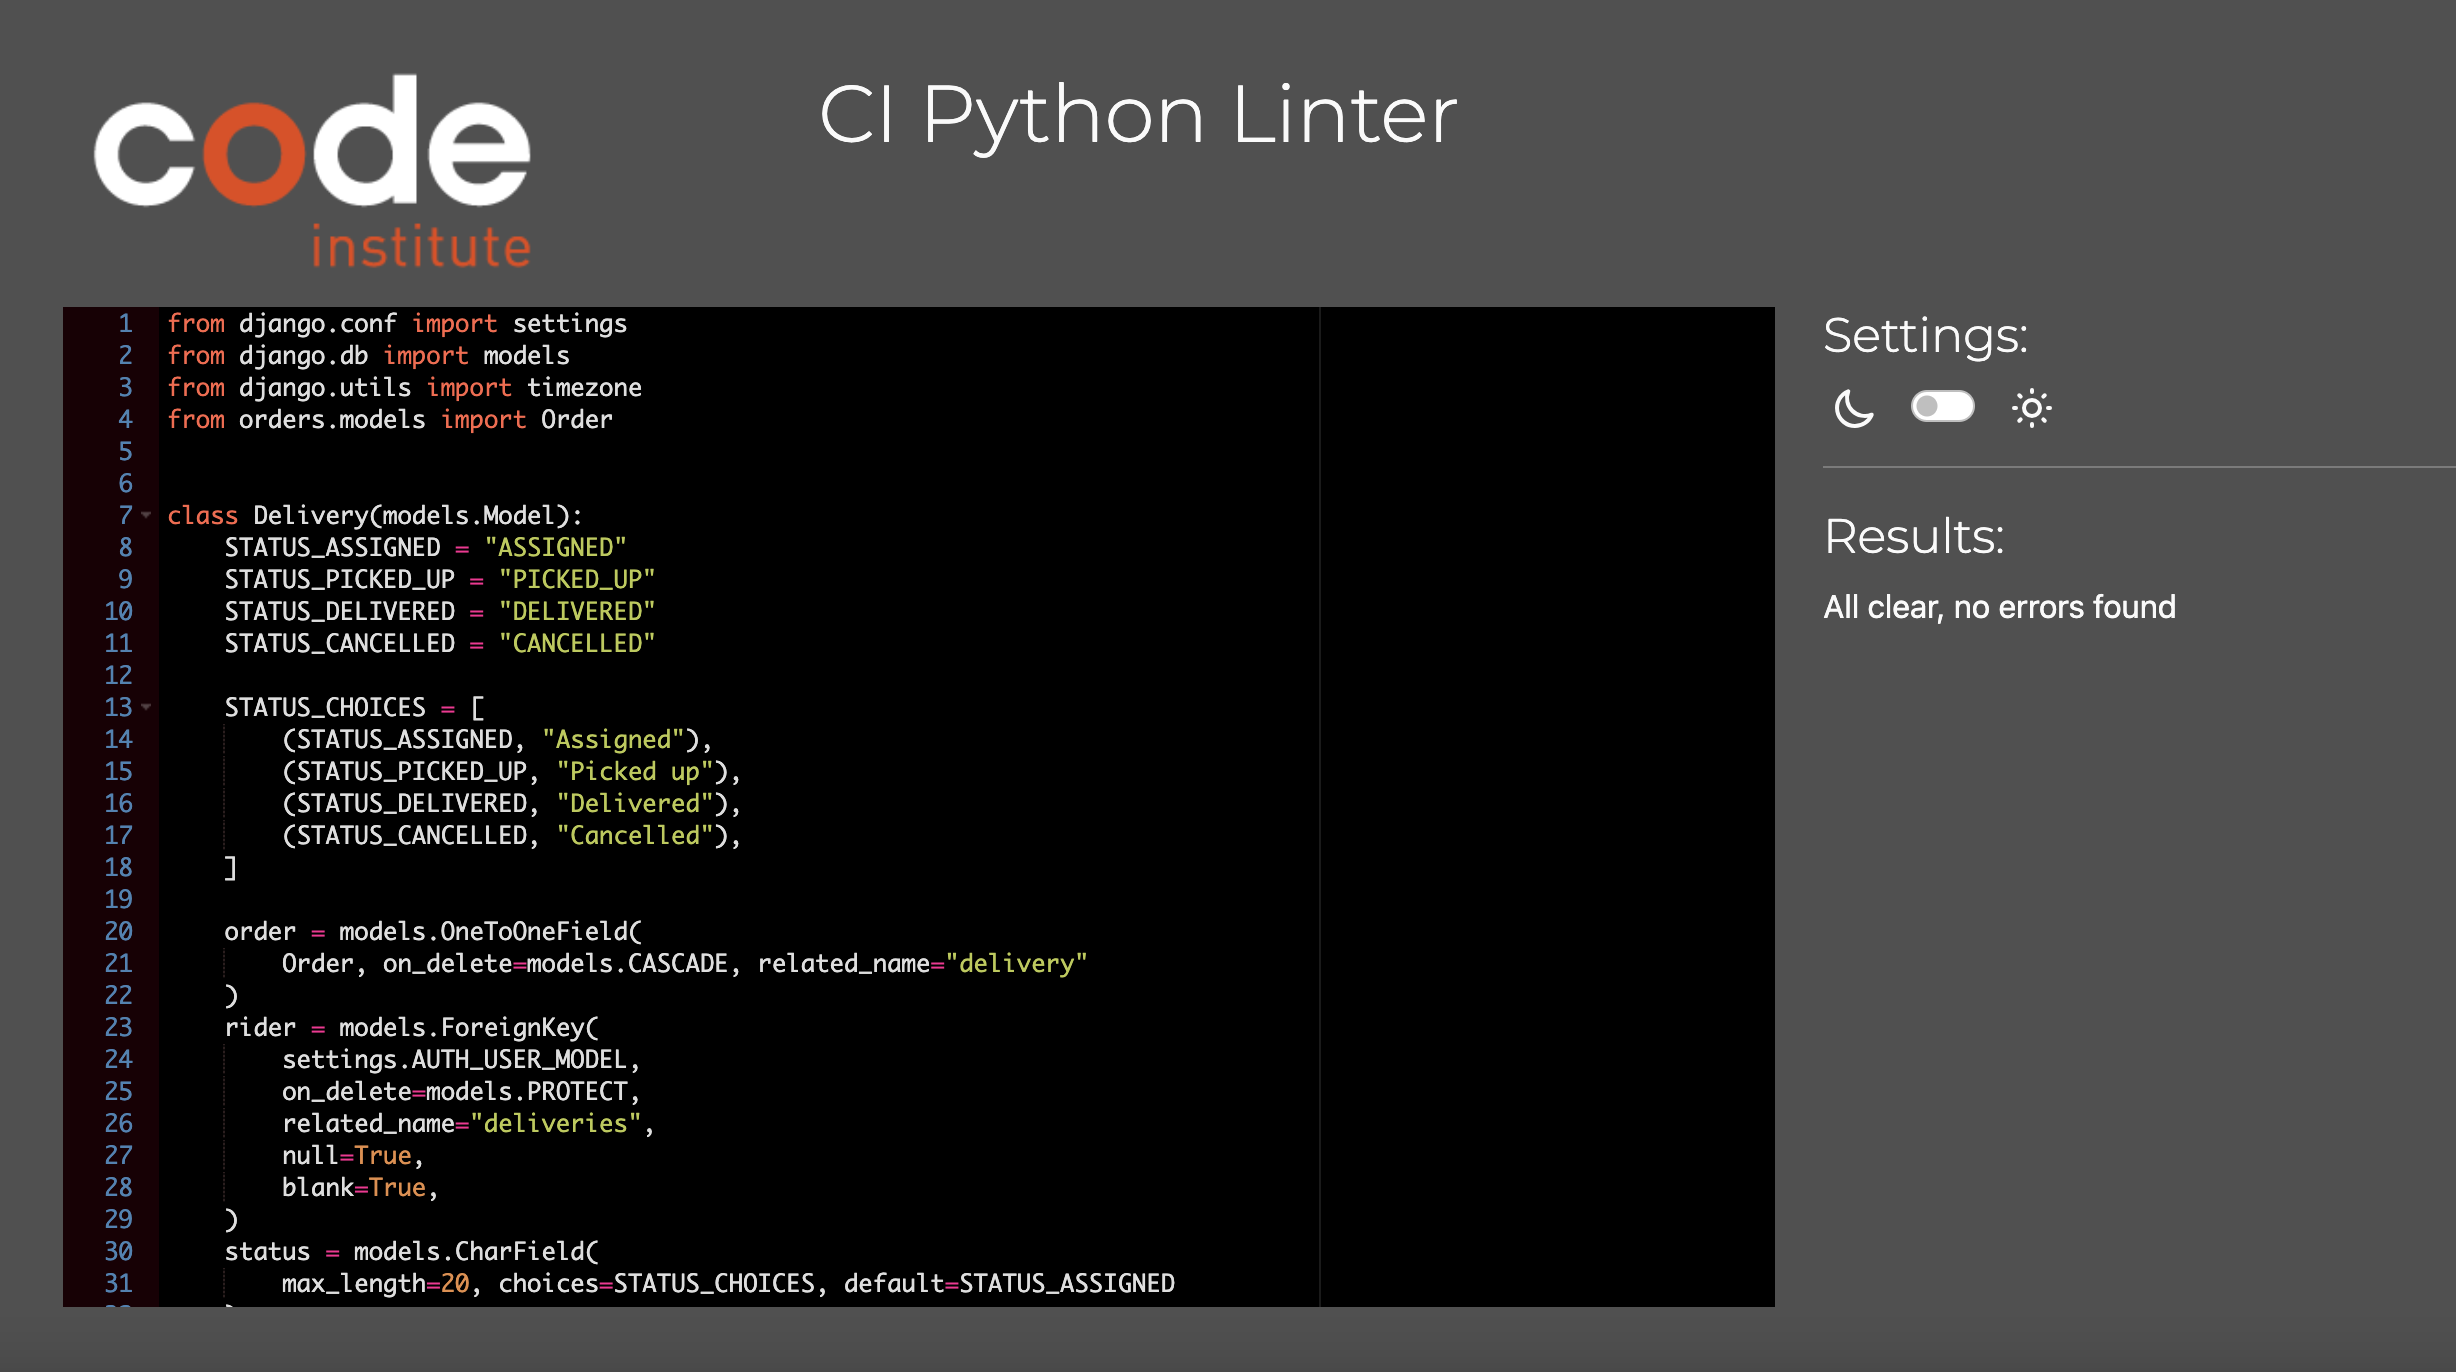 code
institute
CI Python Linter
1 from django.conf import settings
2 from django.db import models
3 from django.utils import timezone
4 from orders.models import Order
5
6
7 class Delivery(models.Model):
8     STATUS_ASSIGNED = "ASSIGNED"
9     STATUS_PICKED_UP = "PICKED_UP"
10     STATUS_DELIVERED = "DELIVERED"
11     STATUS_CANCELLED = "CANCELLED"
12
13     STATUS_CHOICES = [
14         (STATUS_ASSIGNED, "Assigned"),
15         (STATUS_PICKED_UP, "Picked up"),
16         (STATUS_DELIVERED, "Delivered"),
17         (STATUS_CANCELLED, "Cancelled"),
18     ]
19
20     order = models.OneToOneField(
21         Order, on_delete=models.CASCADE, related_name="delivery"
22     )
23     rider = models.ForeignKey(
24         settings.AUTH_USER_MODEL,
25         on_delete=models.PROTECT,
26         related_name="deliveries",
27         null=True,
28         blank=True,
29     )
30     status = models.CharField(
31         max_length=20, choices=STATUS_CHOICES, default=STATUS_ASSIGNED
Settings:
Results:
All clear, no errors found